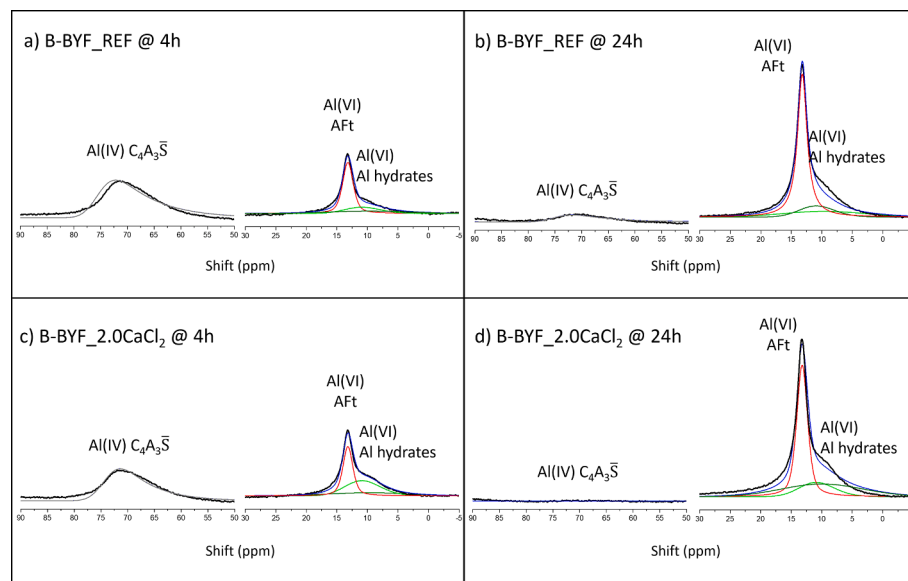 a) B-BYF_REF @ 4h
Al(VI)
AFt
Al(VI)
Al hydrates
Al(IV) C₄A₃S̅
90 85 80 75 70 65 60 55 50
30 25 20 15 10 5 0 -5
Shift (ppm)
b) B-BYF_REF @ 24h
Al(VI)
AFt
Al(VI)
Al hydrates
Al(IV) C₄A₃S̅
90 85 80 75 70 65 60 55 50
30 25 20 15 10 5 0
Shift (ppm)
c) B-BYF_2.0CaCl₂ @ 4h
Al(VI)
AFt
Al(VI)
Al hydrates
Al(IV) C₄A₃S̅
90 85 80 75 70 65 60 55 50
30 25 20 15 10 5 0 -5
Shift (ppm)
d) B-BYF_2.0CaCl₂ @ 24h
Al(VI)
AFt
Al(VI)
Al hydrates
Al(IV) C₄A₃S̅
90 85 80 75 70 65 60 55 50
30 25 20 15 10 5 0
Shift (ppm)